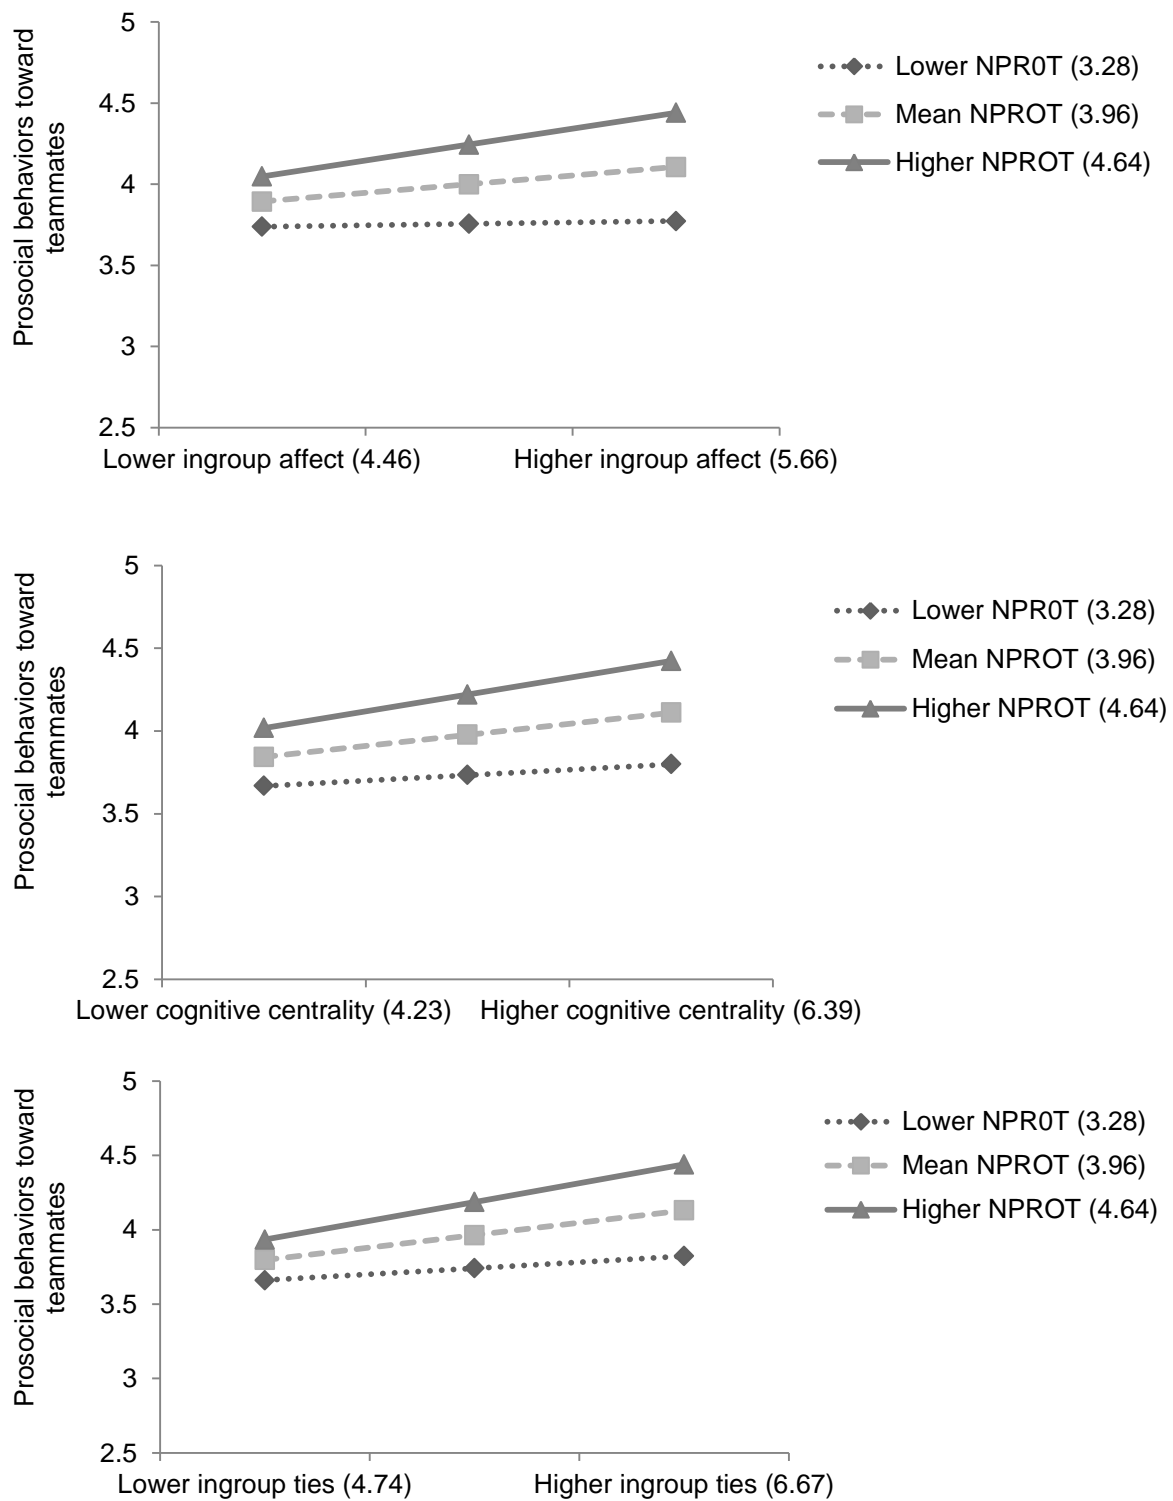 Prosocial behaviors toward
teammates
5
4.5
4
3.5
3
2.5
Lower ingroup affect (4.46)
Higher ingroup affect (5.66)
Lower NPR0T (3.28)
Mean NPROT (3.96)
Higher NPROT (4.64)
Prosocial behaviors toward
teammates
5
4.5
4
3.5
3
2.5
Lower cognitive centrality (4.23)
Higher cognitive centrality (6.39)
Lower NPR0T (3.28)
Mean NPROT (3.96)
Higher NPROT (4.64)
Prosocial behaviors toward
teammates
5
4.5
4
3.5
3
2.5
Lower ingroup ties (4.74)
Higher ingroup ties (6.67)
Lower NPR0T (3.28)
Mean NPROT (3.96)
Higher NPROT (4.64)